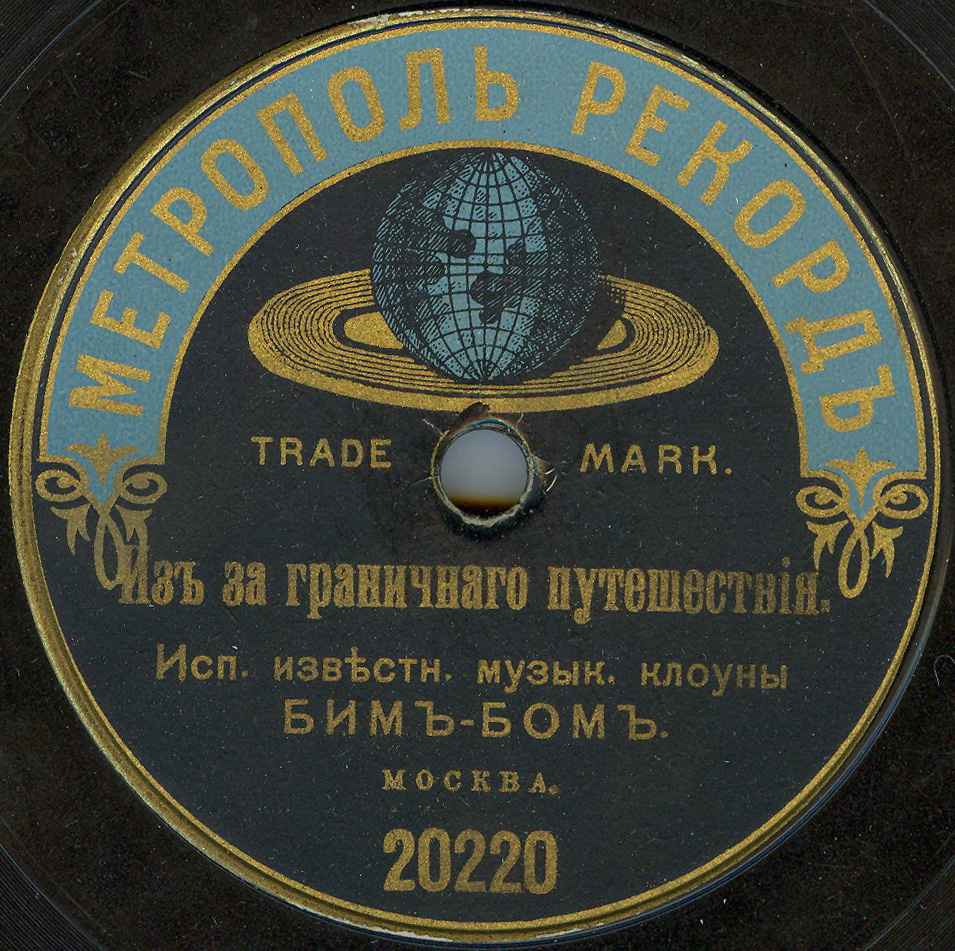 МЕТРОПОЛЬ РЕКОРДЪ
TRADE MARK.
Изъ за граничнаго путешествія.
Исп. извѣстн. музык. клоуны
БИМЪ-БОМЪ.
МОСКВА.
20220